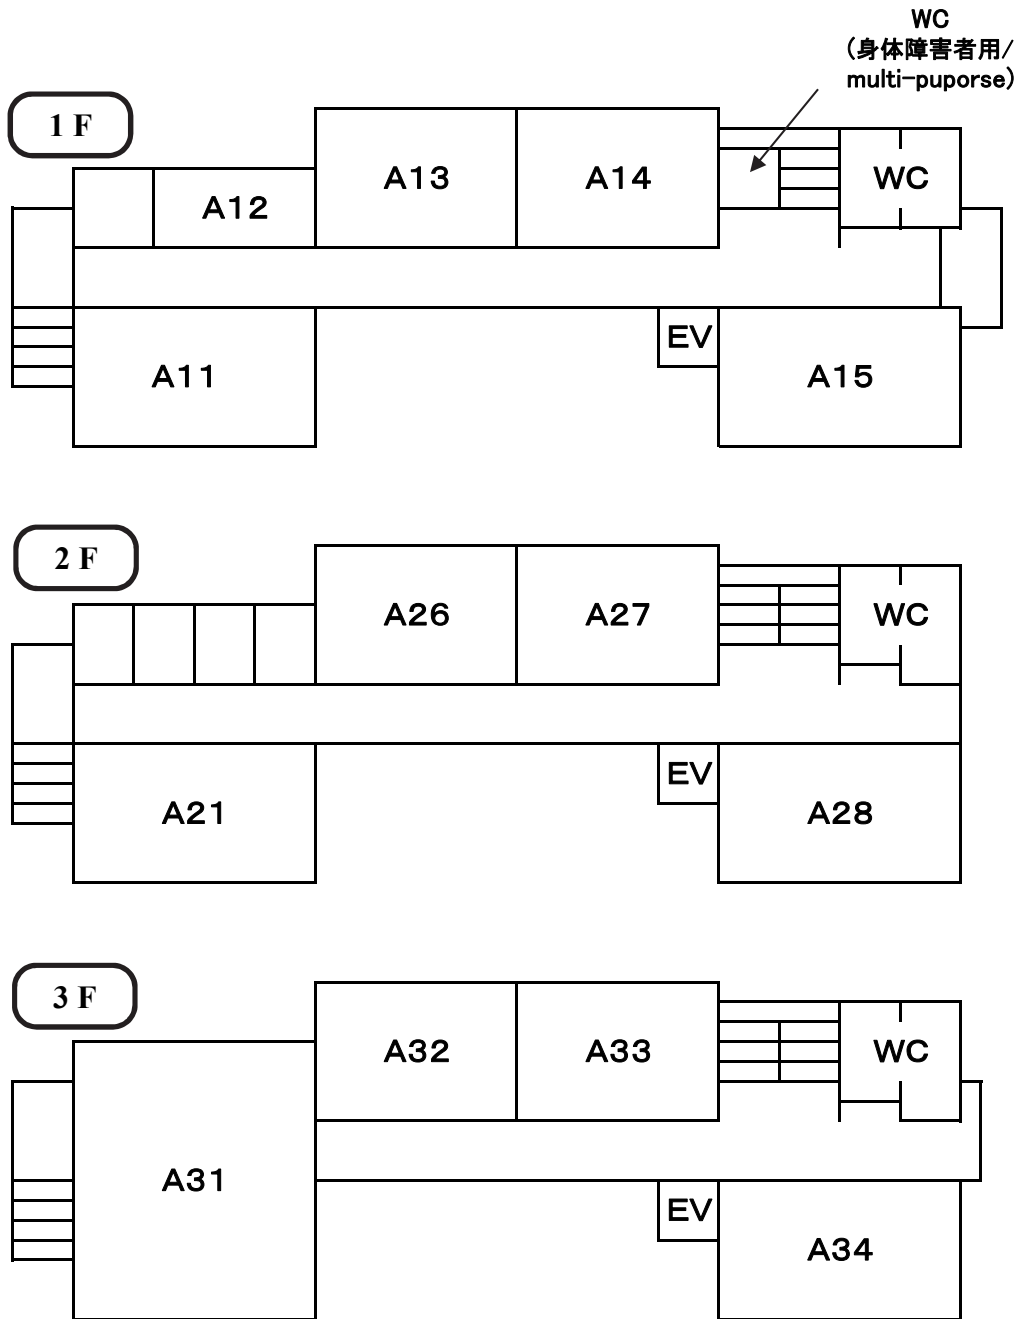 WC
（身体障害者用/
multi-puporse）
1 F
A13
A14
WC
A12
EV
A11
A15
2 F
A26
A27
WC
EV
A21
A28
3 F
A32
A33
WC
A31
EV
A34